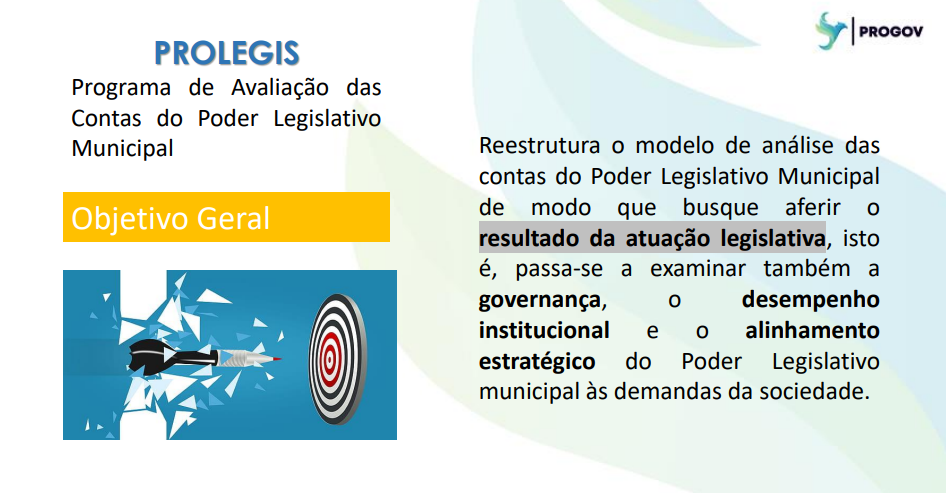 PROLEGIS
Programa de Avaliação das
Contas do Poder Legislativo
Municipal
Objetivo Geral
PROGOV
Reestrutura o modelo de análise das
contas do Poder Legislativo Municipal
de modo que busque aferir o
resultado da atuação legislativa, isto
é, passa-se a examinar também a
governança, o desempenho
institucional e o alinhamento
estratégico do Poder Legislativo
municipal às demandas da sociedade.